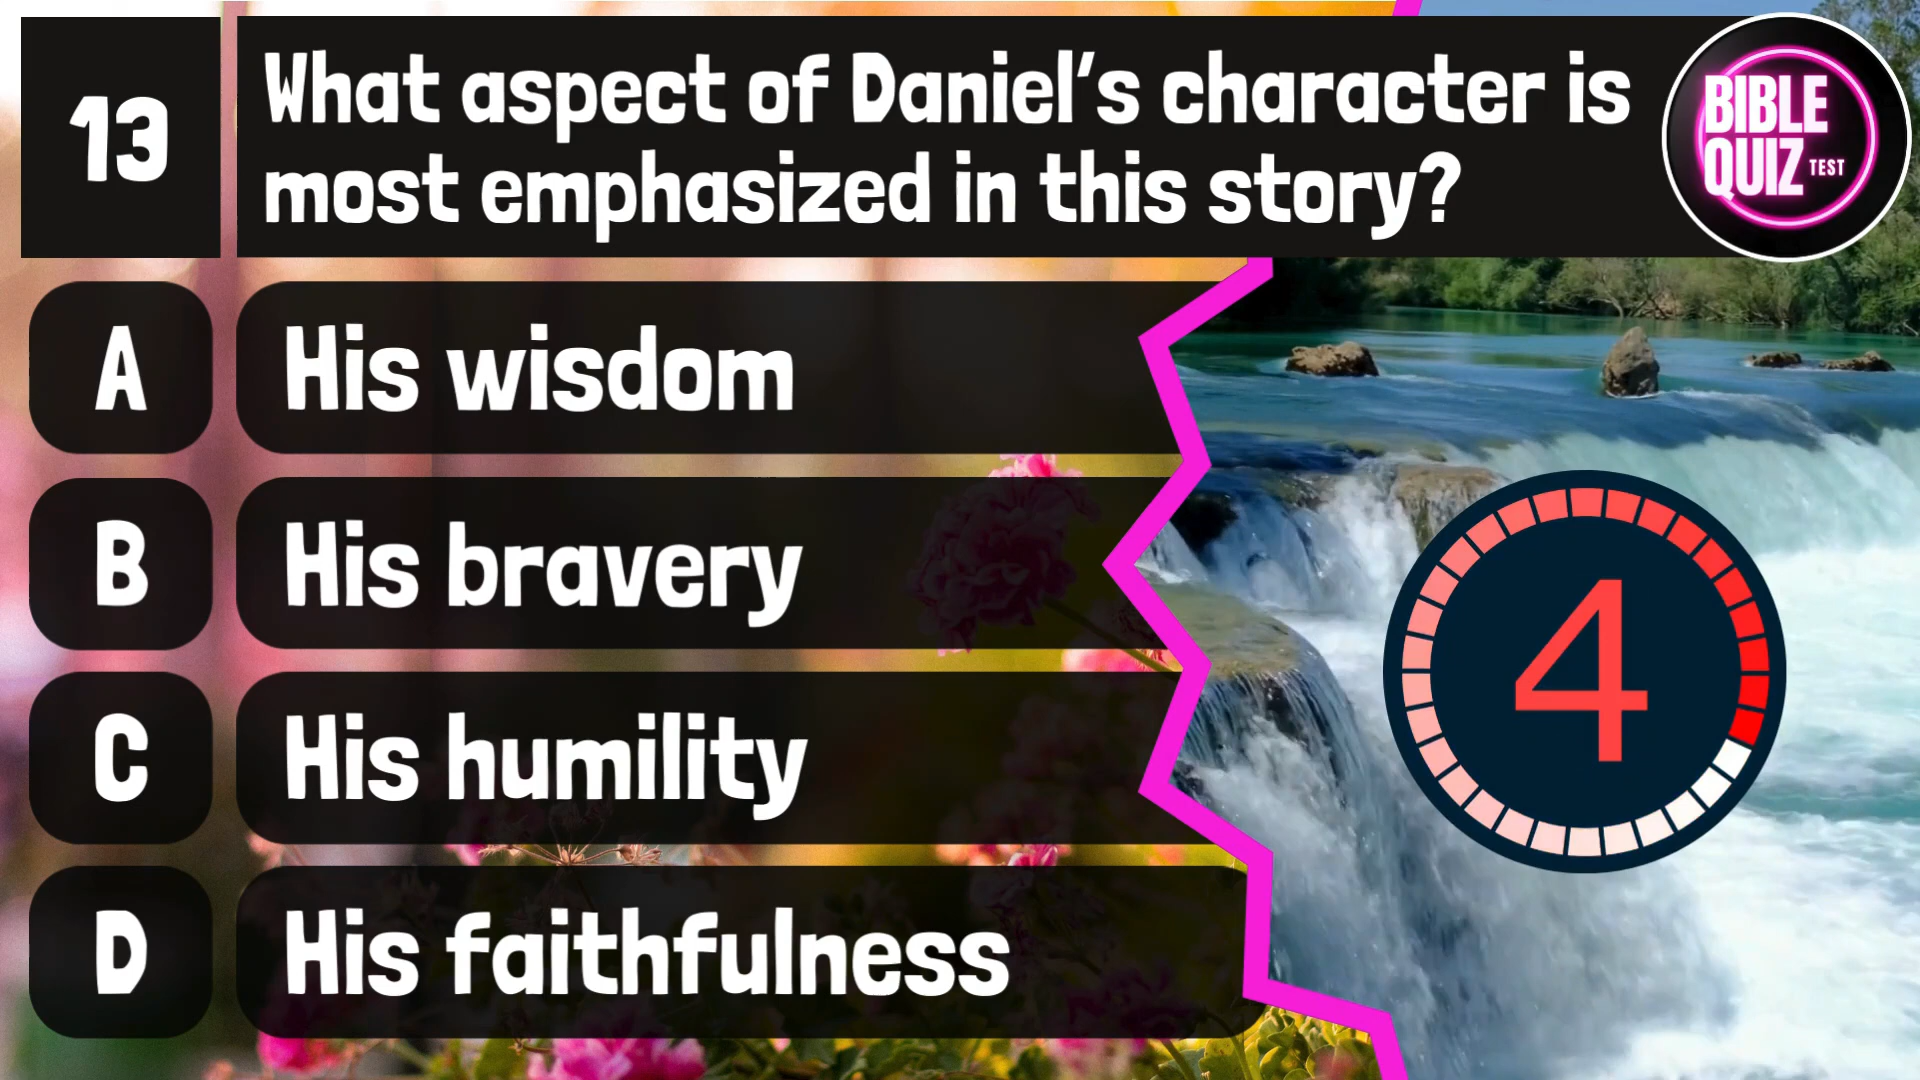 13
What aspect of Daniel's character is
most emphasized in this story?
BIBLE
QUIZ TEST
A
His wisdom
B
His bravery
C
His humility
D
His faithfulness
4